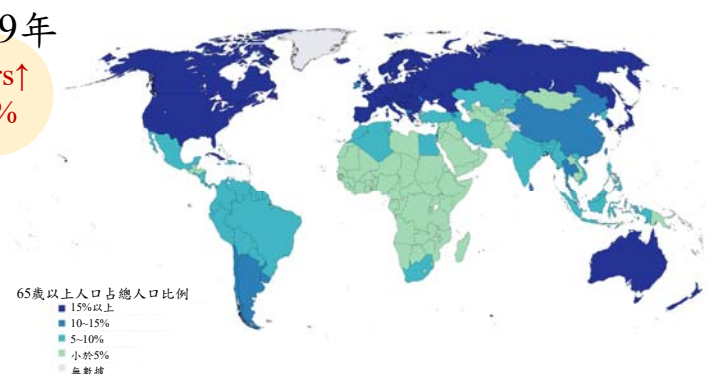 9年
rs↑
%
65歲以上人口占總人口比例
15%以上
10~15%
5~10%
小於5%
無數據